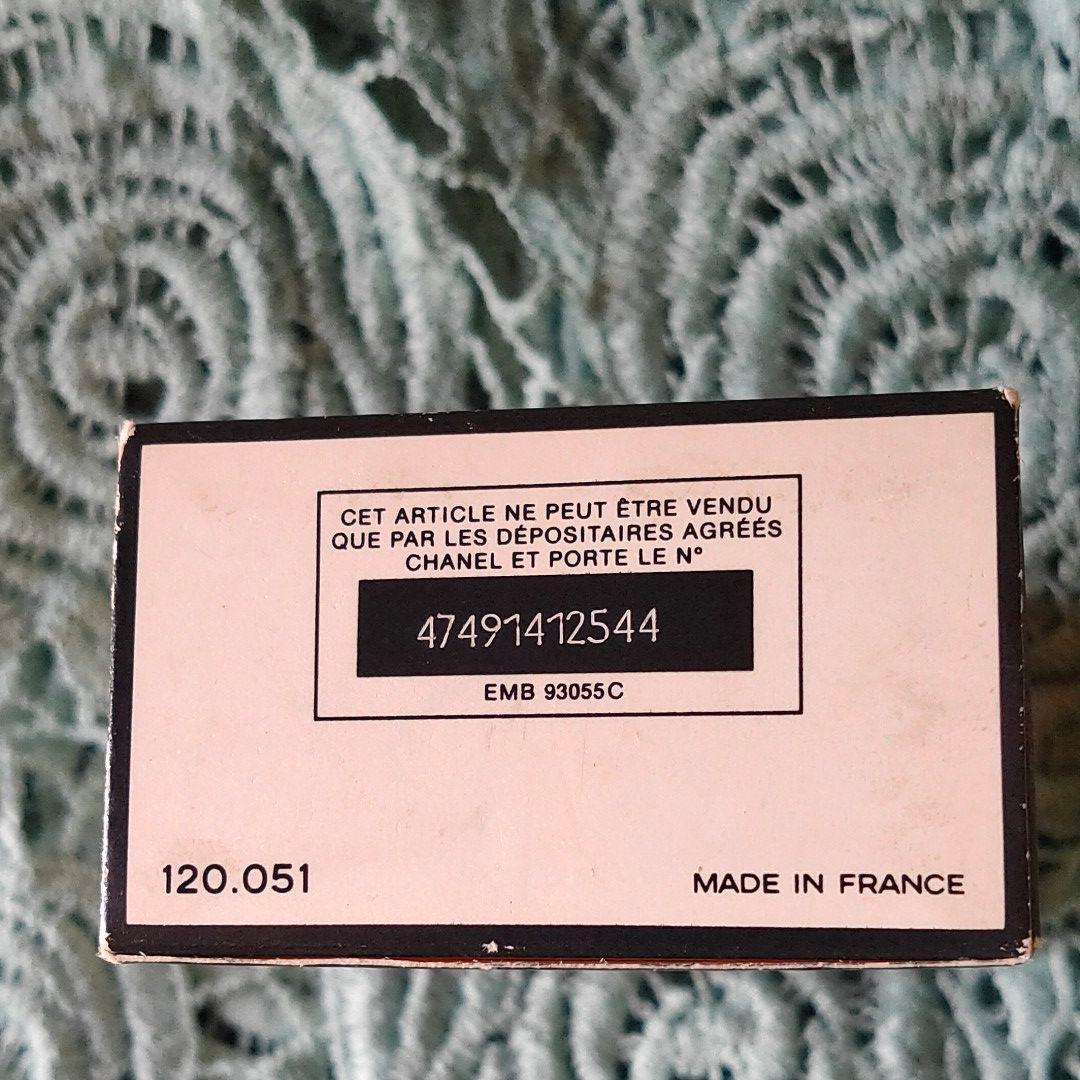 CET ARTICLE NE PEUT ÊTRE VENDU
QUE PAR LES DÉPOSITAIRES AGRÉÉS
CHANEL ET PORTE LE Nº
47491412544
EMB 93055C
120.051
MADE IN FRANCE